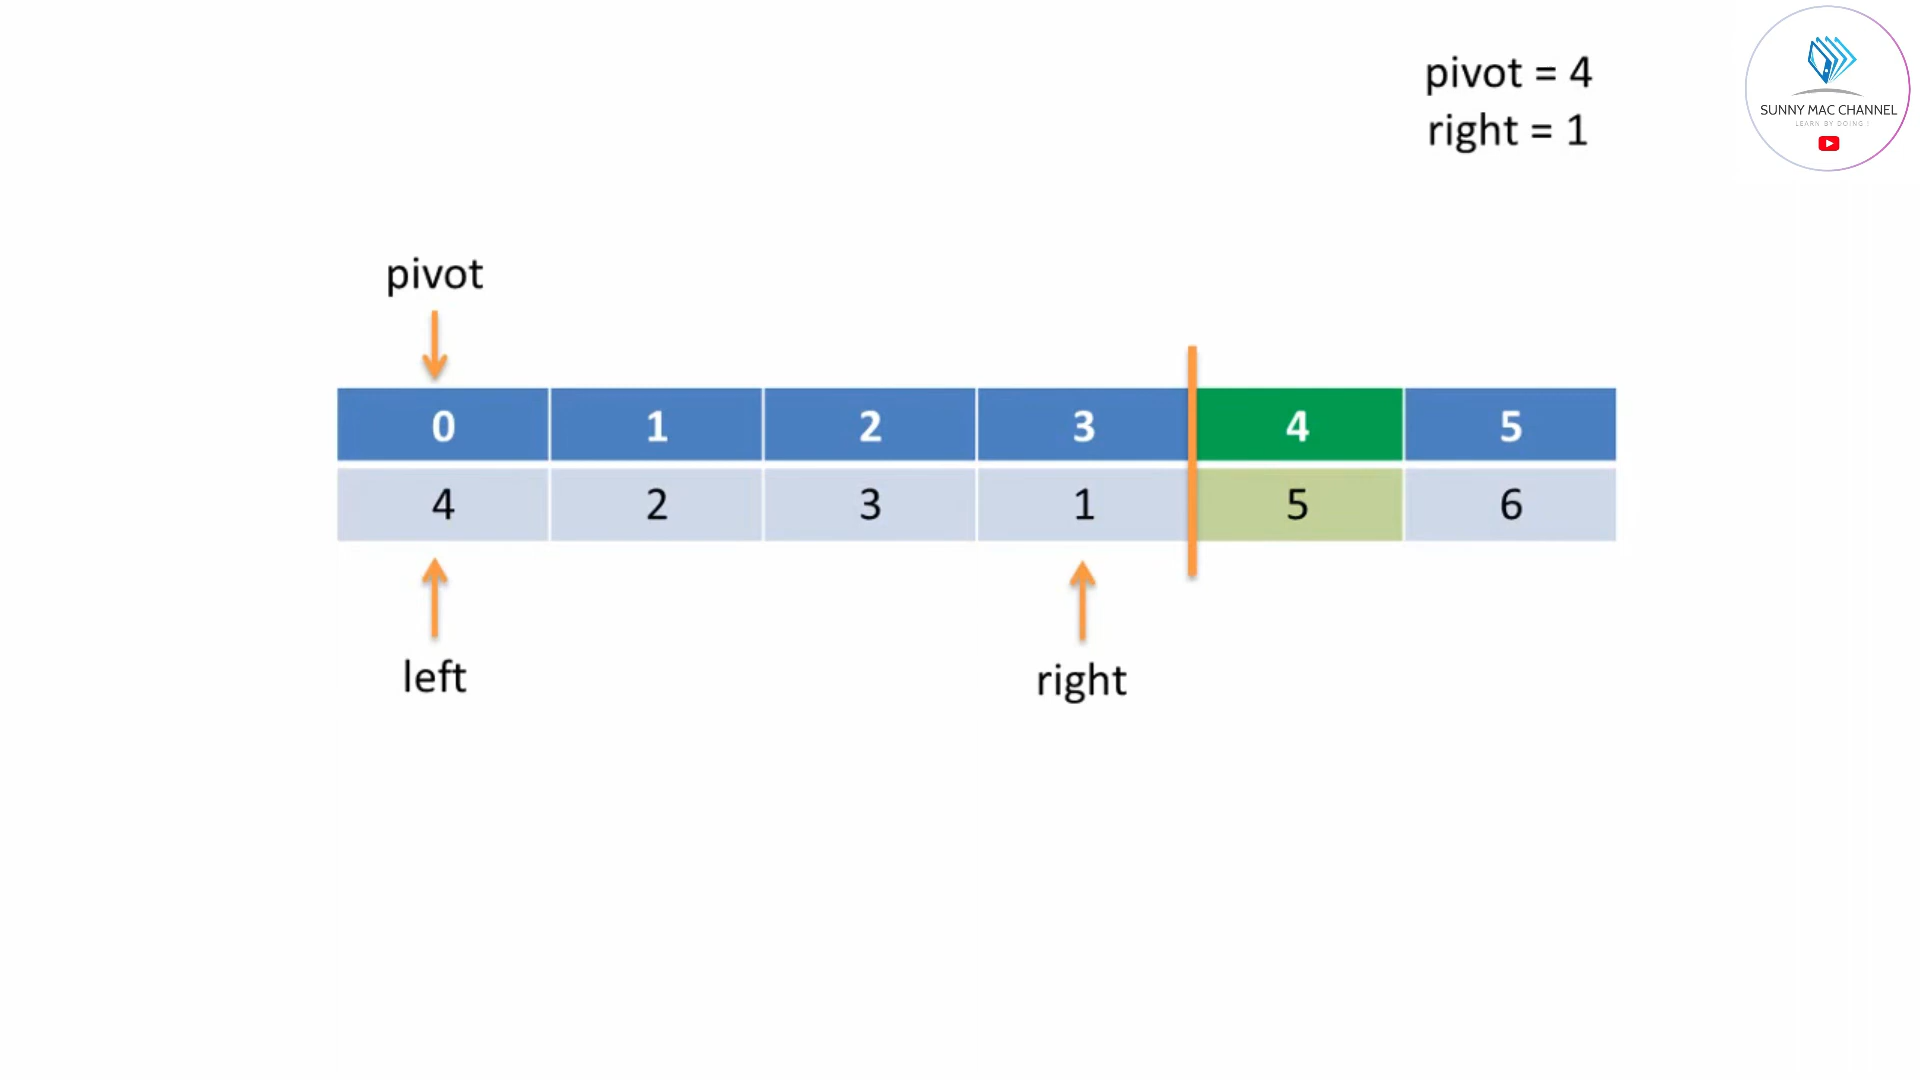 pivot = 4
right = 1
SUNNY MAC CHANNEL
LEARN BY DOING !
pivot
0 1 2 3 4 5
4 2 3 1 5 6
left
right